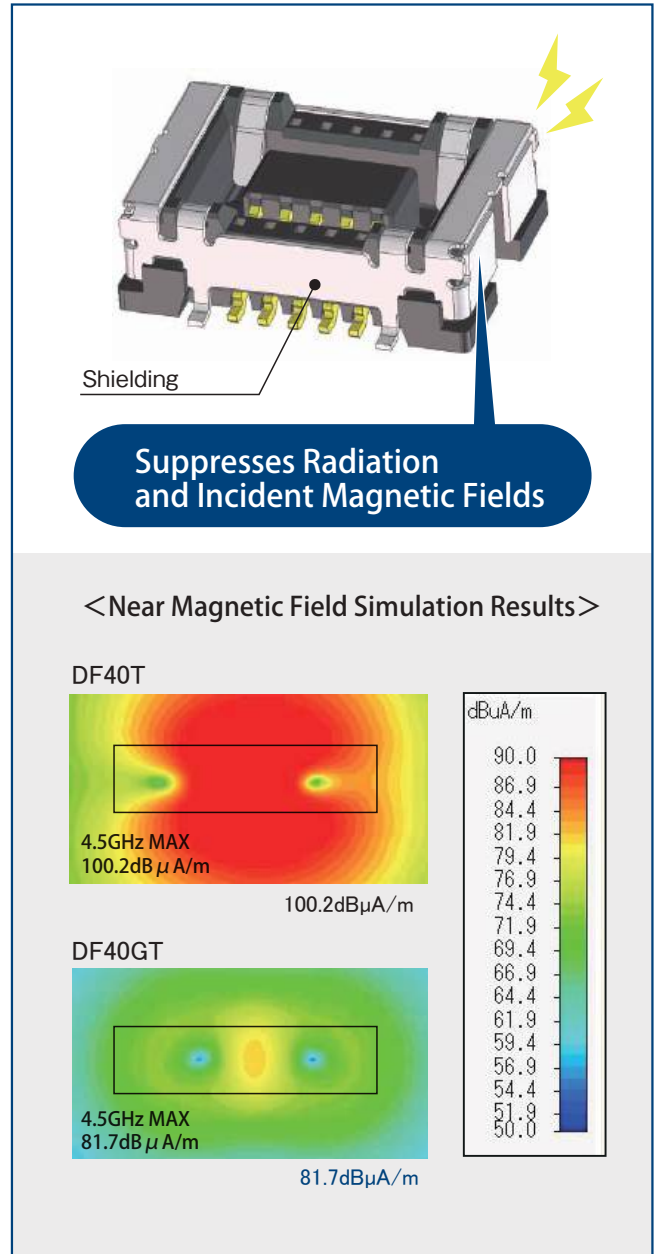 Shielding
Suppresses Radiation
and Incident Magnetic Fields
＜Near Magnetic Field Simulation Results＞
DF40T
4.5GHz MAX
100.2dB μ A/m
100.2dBμA/m
DF40GT
4.5GHz MAX
81.7dB μ A/m
81.7dBμA/m
dBuA/m
90.0
86.9
84.4
81.9
79.4
76.9
74.4
71.9
69.4
66.9
64.4
61.9
59.4
56.9
54.4
51.9
50.0